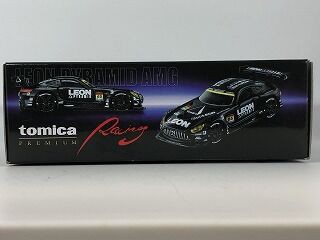 LEON PYRAMID AMG
LEON
LEON
tomica
Racing
PREMIUM